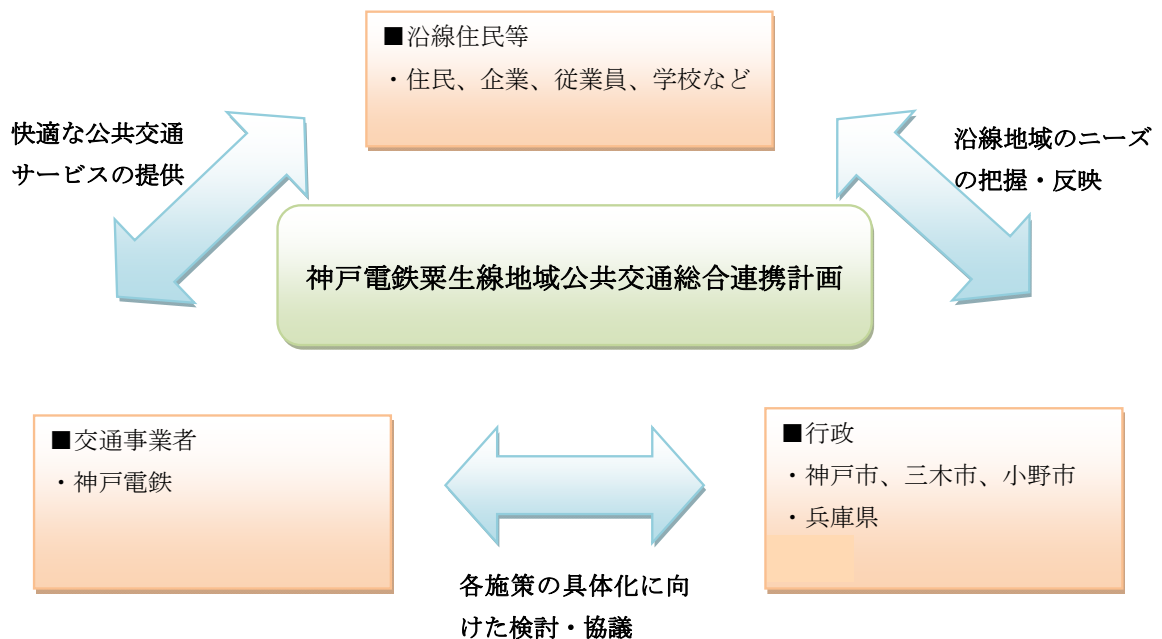 ■沿線住民等
・住民、企業、従業員、学校など
快適な公共交通
サービスの提供
沿線地域のニーズ
の把握・反映
神戸電鉄粟生線地域公共交通総合連携計画
■交通事業者
・神戸電鉄
■行政
・神戸市、三木市、小野市
・兵庫県
各施策の具体化に向
けた検討・協議